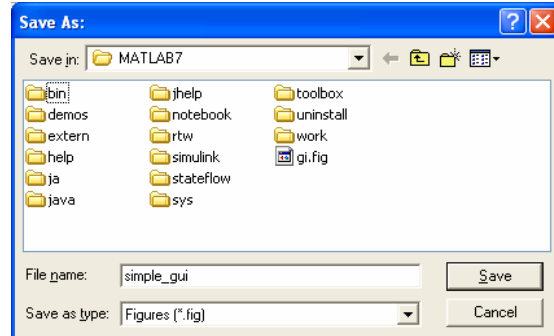 Save As:
Save in: MATLAB7
bin jhelp toolbox
demos notebook uninstall
extern rtw work
help simulink gi.fig
ja stateflow
java sys
File name: simple_gui Save
Save as type: Figures (*.fig) Cancel